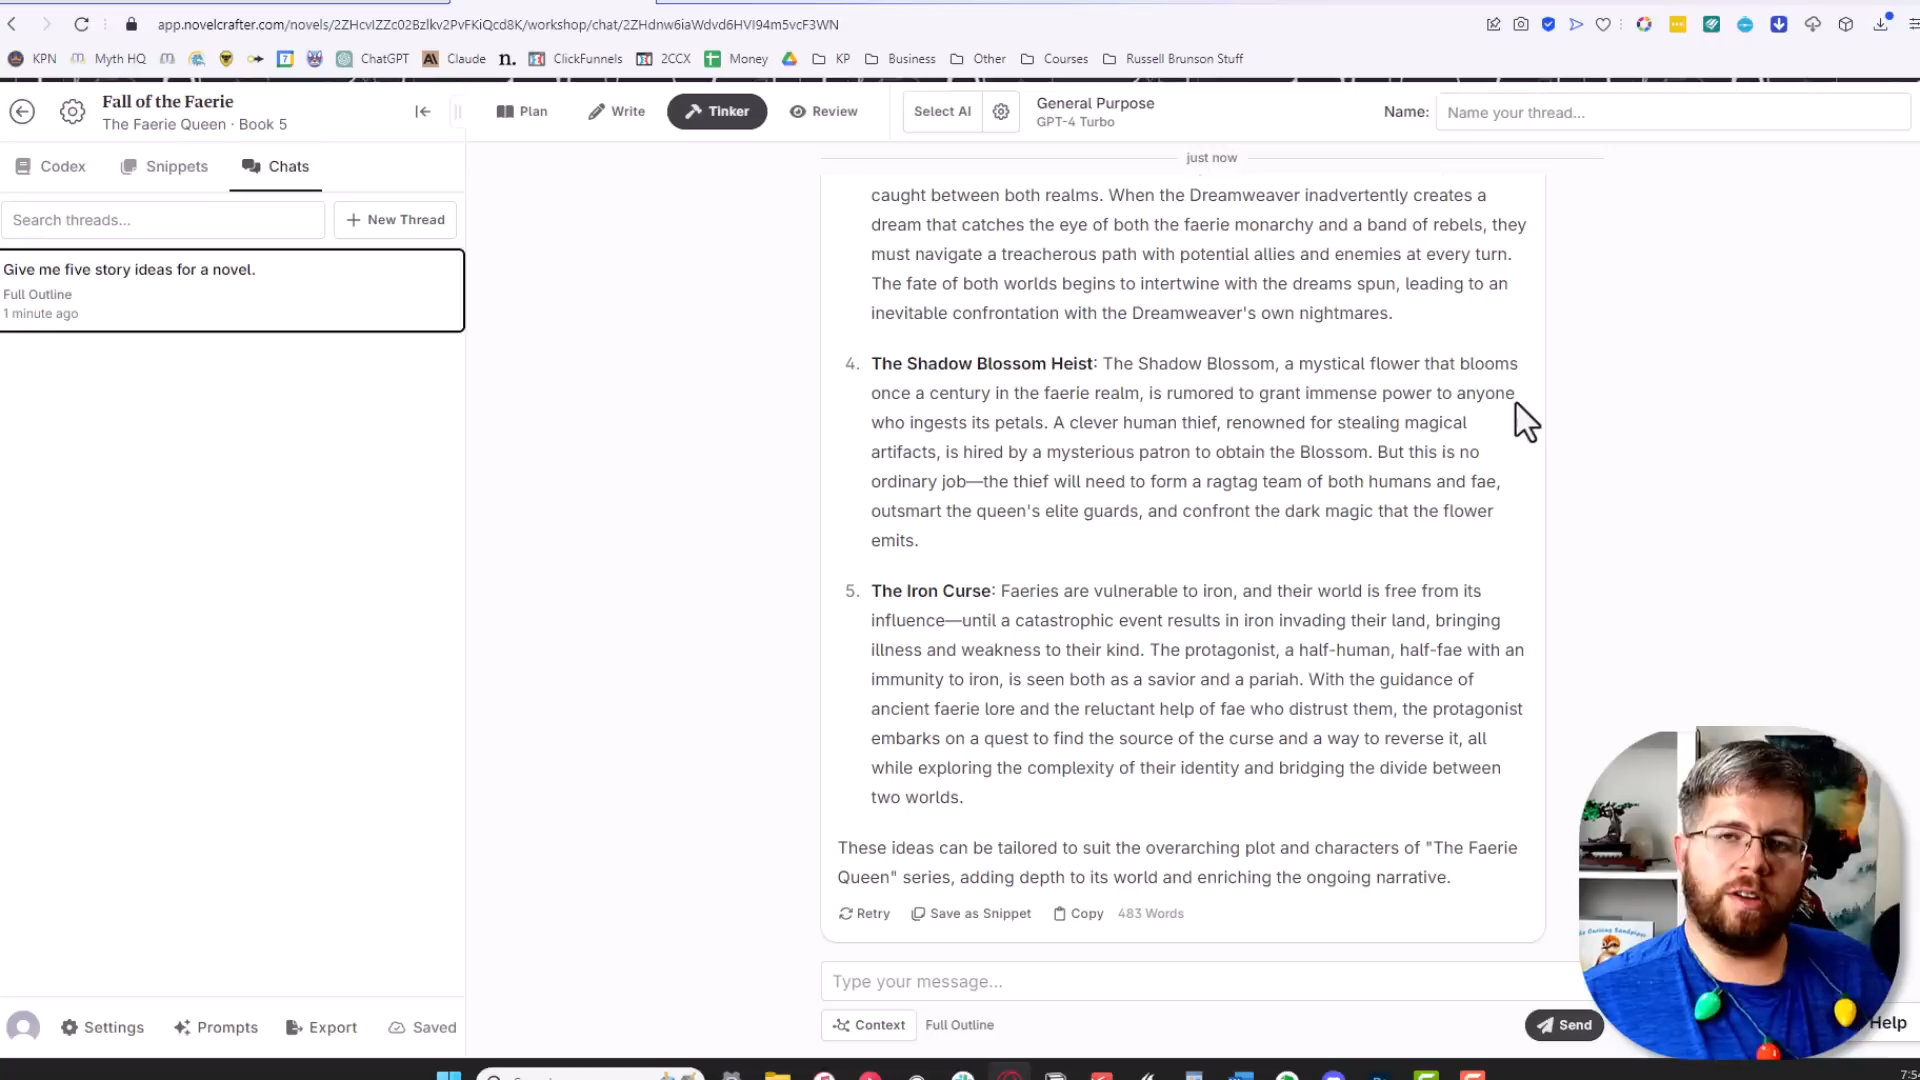 app.novelcrafter.com/novels/2ZHcvIZZc02Bzlkv2PvFKiQcd8K/workshop/chat/2ZHdnw6iaWdvd6HVI94m5vcF3WN
KPN Myth HQ 7 ChatGPT A\ Claude n. ClickFunnels 2CCX Money KP Business Other Courses Russell Brunson Stuff
Fall of the Faerie
The Faerie Queen · Book 5
Plan Write Tinker Review
Select AI
General Purpose
GPT-4 Turbo
Name: Name your thread...
Codex Snippets Chats
Search threads... + New Thread
Give me five story ideas for a novel.
Full Outline
1 minute ago
just now
caught between both realms. When the Dreamweaver inadvertently creates a
dream that catches the eye of both the faerie monarchy and a band of rebels, they
must navigate a treacherous path with potential allies and enemies at every turn.
The fate of both worlds begins to intertwine with the dreams spun, leading to an
inevitable confrontation with the Dreamweaver's own nightmares.
4. The Shadow Blossom Heist: The Shadow Blossom, a mystical flower that blooms
once a century in the faerie realm, is rumored to grant immense power to anyone
who ingests its petals. A clever human thief, renowned for stealing magical
artifacts, is hired by a mysterious patron to obtain the Blossom. But this is no
ordinary job—the thief will need to form a ragtag team of both humans and fae,
outsmart the queen's elite guards, and confront the dark magic that the flower
emits.
5. The Iron Curse: Faeries are vulnerable to iron, and their world is free from its
influence—until a catastrophic event results in iron invading their land, bringing
illness and weakness to their kind. The protagonist, a half-human, half-fae with an
immunity to iron, is seen both as a savior and a pariah. With the guidance of
ancient faerie lore and the reluctant help of fae who distrust them, the protagonist
embarks on a quest to find the source of the curse and a way to reverse it, all
while exploring the complexity of their identity and bridging the divide between
two worlds.
These ideas can be tailored to suit the overarching plot and characters of "The Faerie
Queen" series, adding depth to its world and enriching the ongoing narrative.
Retry Save as Snippet Copy 483 Words
Type your message...
Context Full Outline Send
Settings Prompts Export Saved
Help